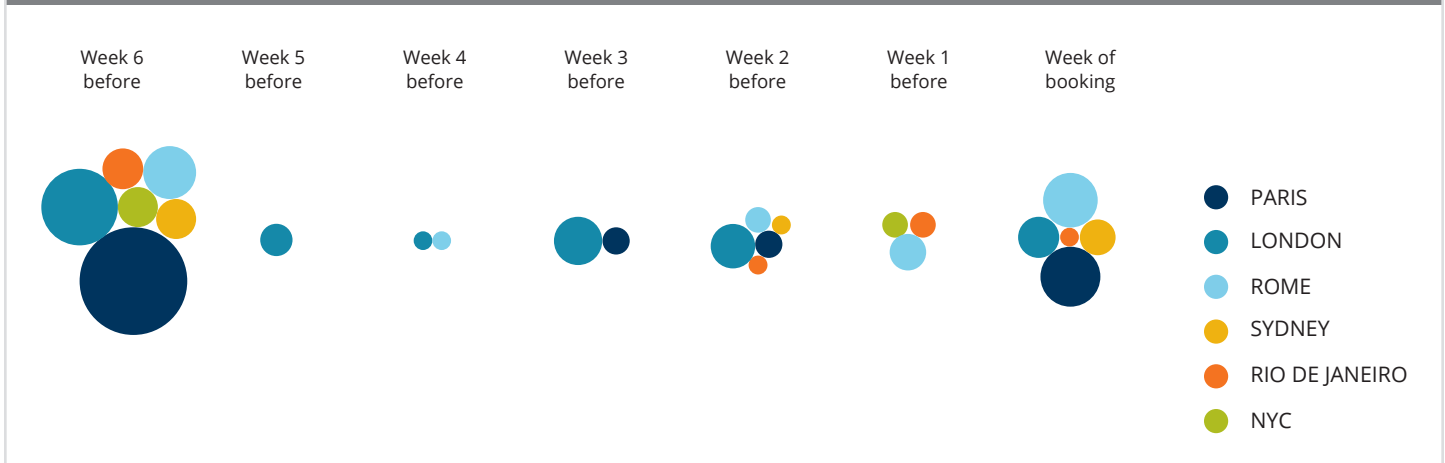 Week 6
before
Week 5
before
Week 4
before
Week 3
before
Week 2
before
Week 1
before
Week of
booking
PARIS
LONDON
ROME
SYDNEY
RIO DE JANEIRO
NYC